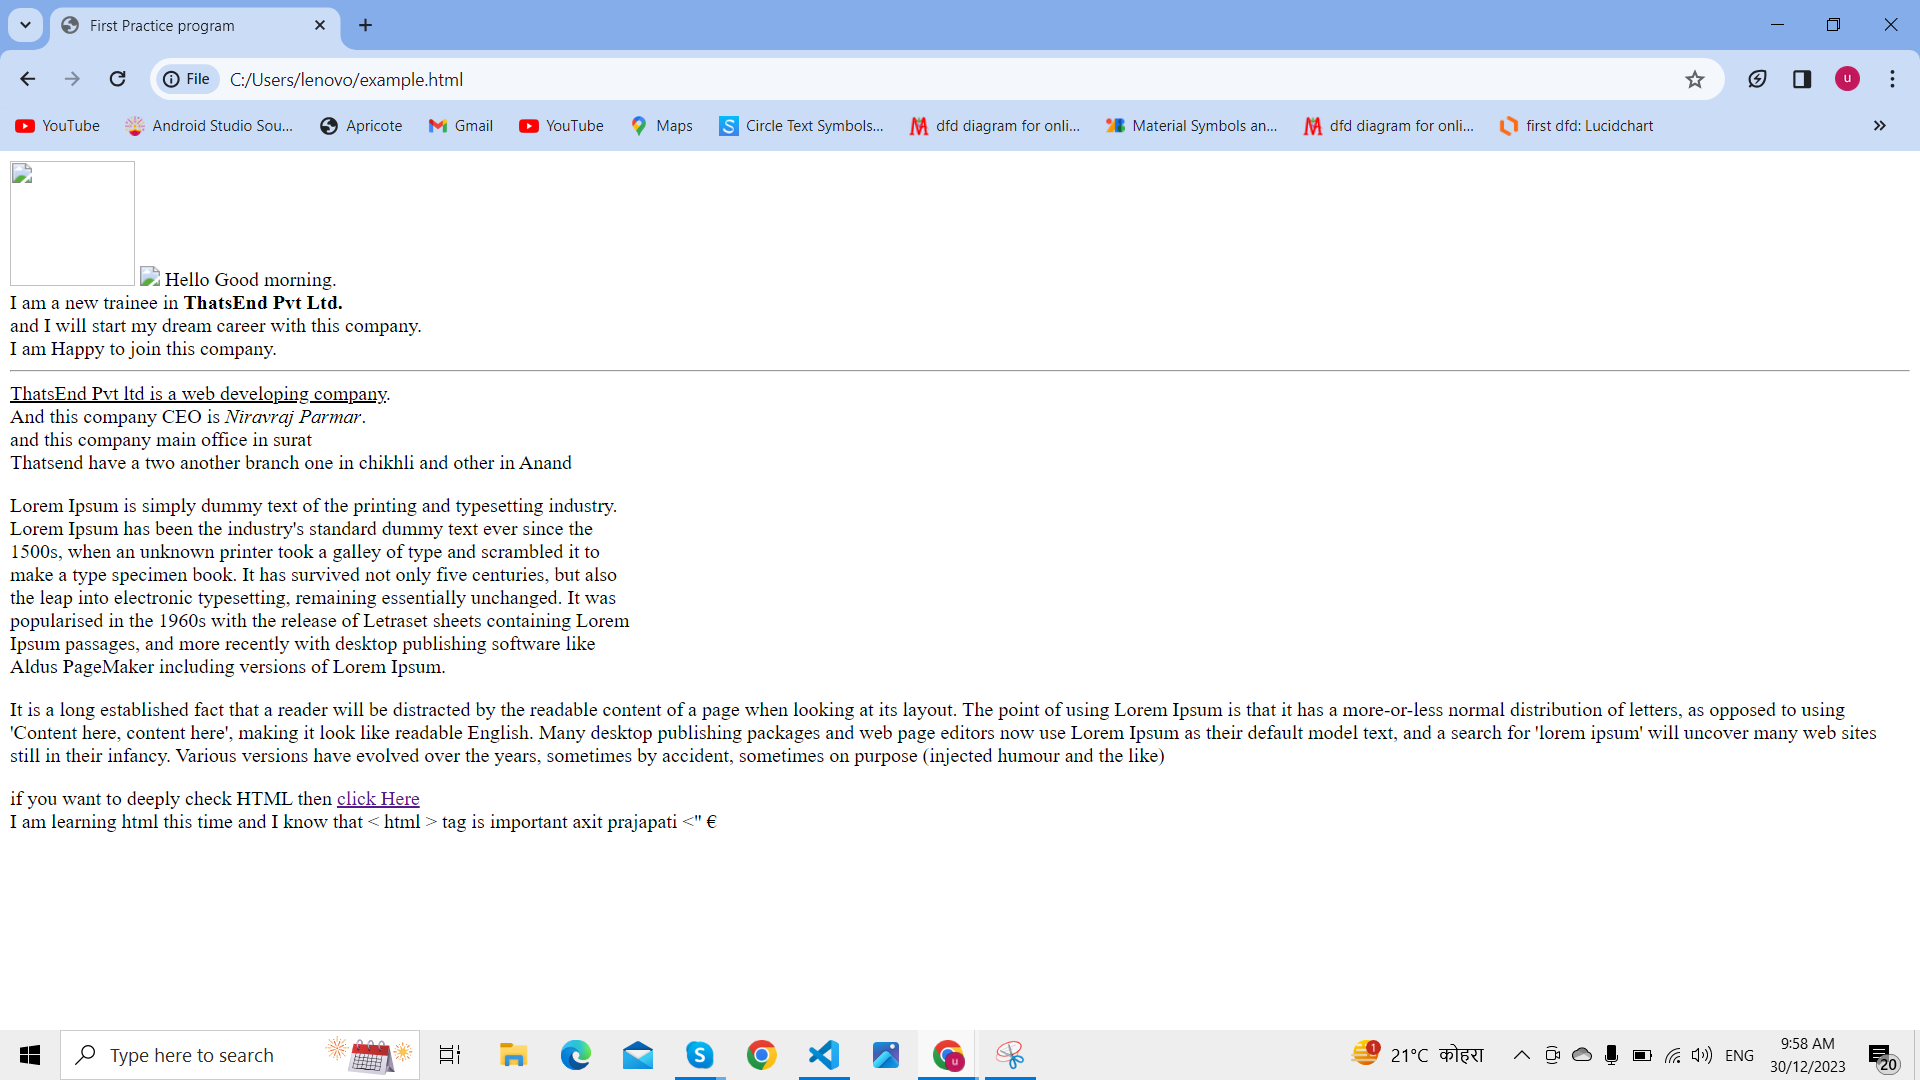 First Practice program
File C:/Users/lenovo/example.html
YouTube Android Studio Sou... Apricote Gmail YouTube Maps Circle Text Symbols... dfd diagram for onli... Material Symbols an... dfd diagram for onli... first dfd: Lucidchart
Hello Good morning.
I am a new trainee in ThatsEnd Pvt Ltd.
and I will start my dream career with this company.
I am Happy to join this company.
ThatsEnd Pvt ltd is a web developing company.
And this company CEO is Niravraj Parmar.
and this company main office in surat
Thatsend have a two another branch one in chikhli and other in Anand
Lorem Ipsum is simply dummy text of the printing and typesetting industry.
Lorem Ipsum has been the industry's standard dummy text ever since the
1500s, when an unknown printer took a galley of type and scrambled it to
make a type specimen book. It has survived not only five centuries, but also
the leap into electronic typesetting, remaining essentially unchanged. It was
popularised in the 1960s with the release of Letraset sheets containing Lorem
Ipsum passages, and more recently with desktop publishing software like
Aldus PageMaker including versions of Lorem Ipsum.
It is a long established fact that a reader will be distracted by the readable content of a page when looking at its layout. The point of using Lorem Ipsum is that it has a more-or-less normal distribution of letters, as opposed to using
'Content here, content here', making it look like readable English. Many desktop publishing packages and web page editors now use Lorem Ipsum as their default model text, and a search for 'lorem ipsum' will uncover many web sites
still in their infancy. Various versions have evolved over the years, sometimes by accident, sometimes on purpose (injected humour and the like)
if you want to deeply check HTML then click Here
I am learning html this time and I know that < html > tag is important axit prajapati <" €
Type here to search
1 21°C कोहरा ENG 9:58 AM
30/12/2023 20